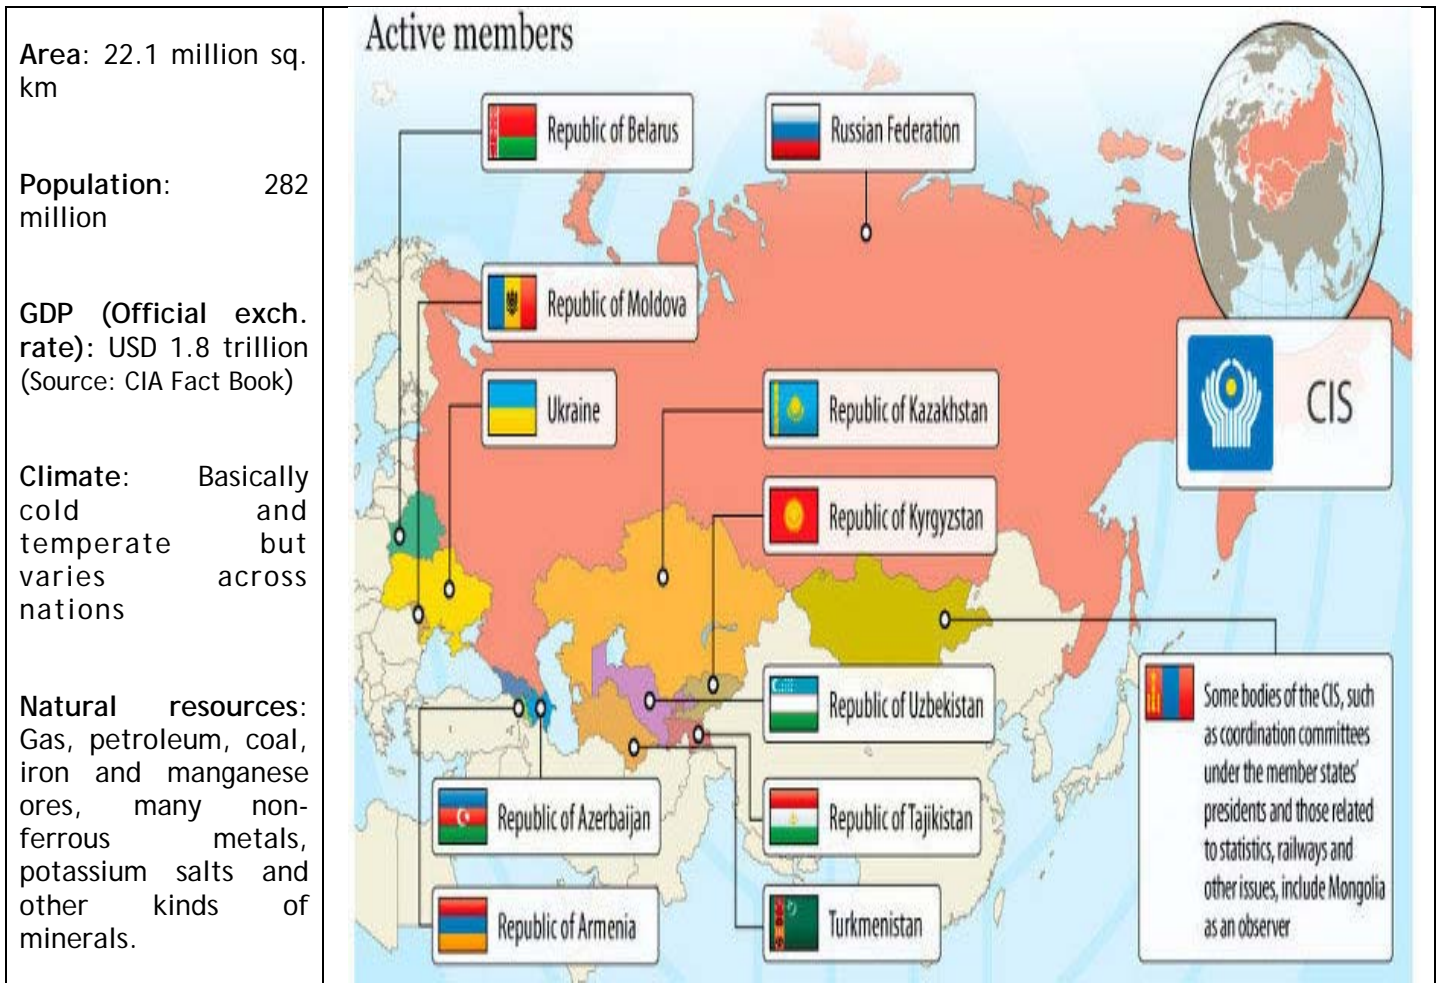 Area: 22.1 million sq.
km
Population: 282
million
GDP (Official exch.
rate): USD 1.8 trillion
(Source: CIA Fact Book)
Climate: Basically
cold and
temperate but
varies across
nations
Natural resources:
Gas, petroleum, coal,
iron and manganese
ores, many non-
ferrous metals,
potassium salts and
other kinds of
minerals.
Active members
Republic of Belarus
Russian Federation
Republic of Moldova
Ukraine
Republic of Kazakhstan
CIS
Republic of Kyrgyzstan
Republic of Uzbekistan
Republic of Azerbaijan
Republic of Tajikistan
Republic of Armenia
Turkmenistan
Some bodies of the CIS, such
as coordination committees
under the member states'
presidents and those related
to statistics, railways and
other issues, include Mongolia
as an observer